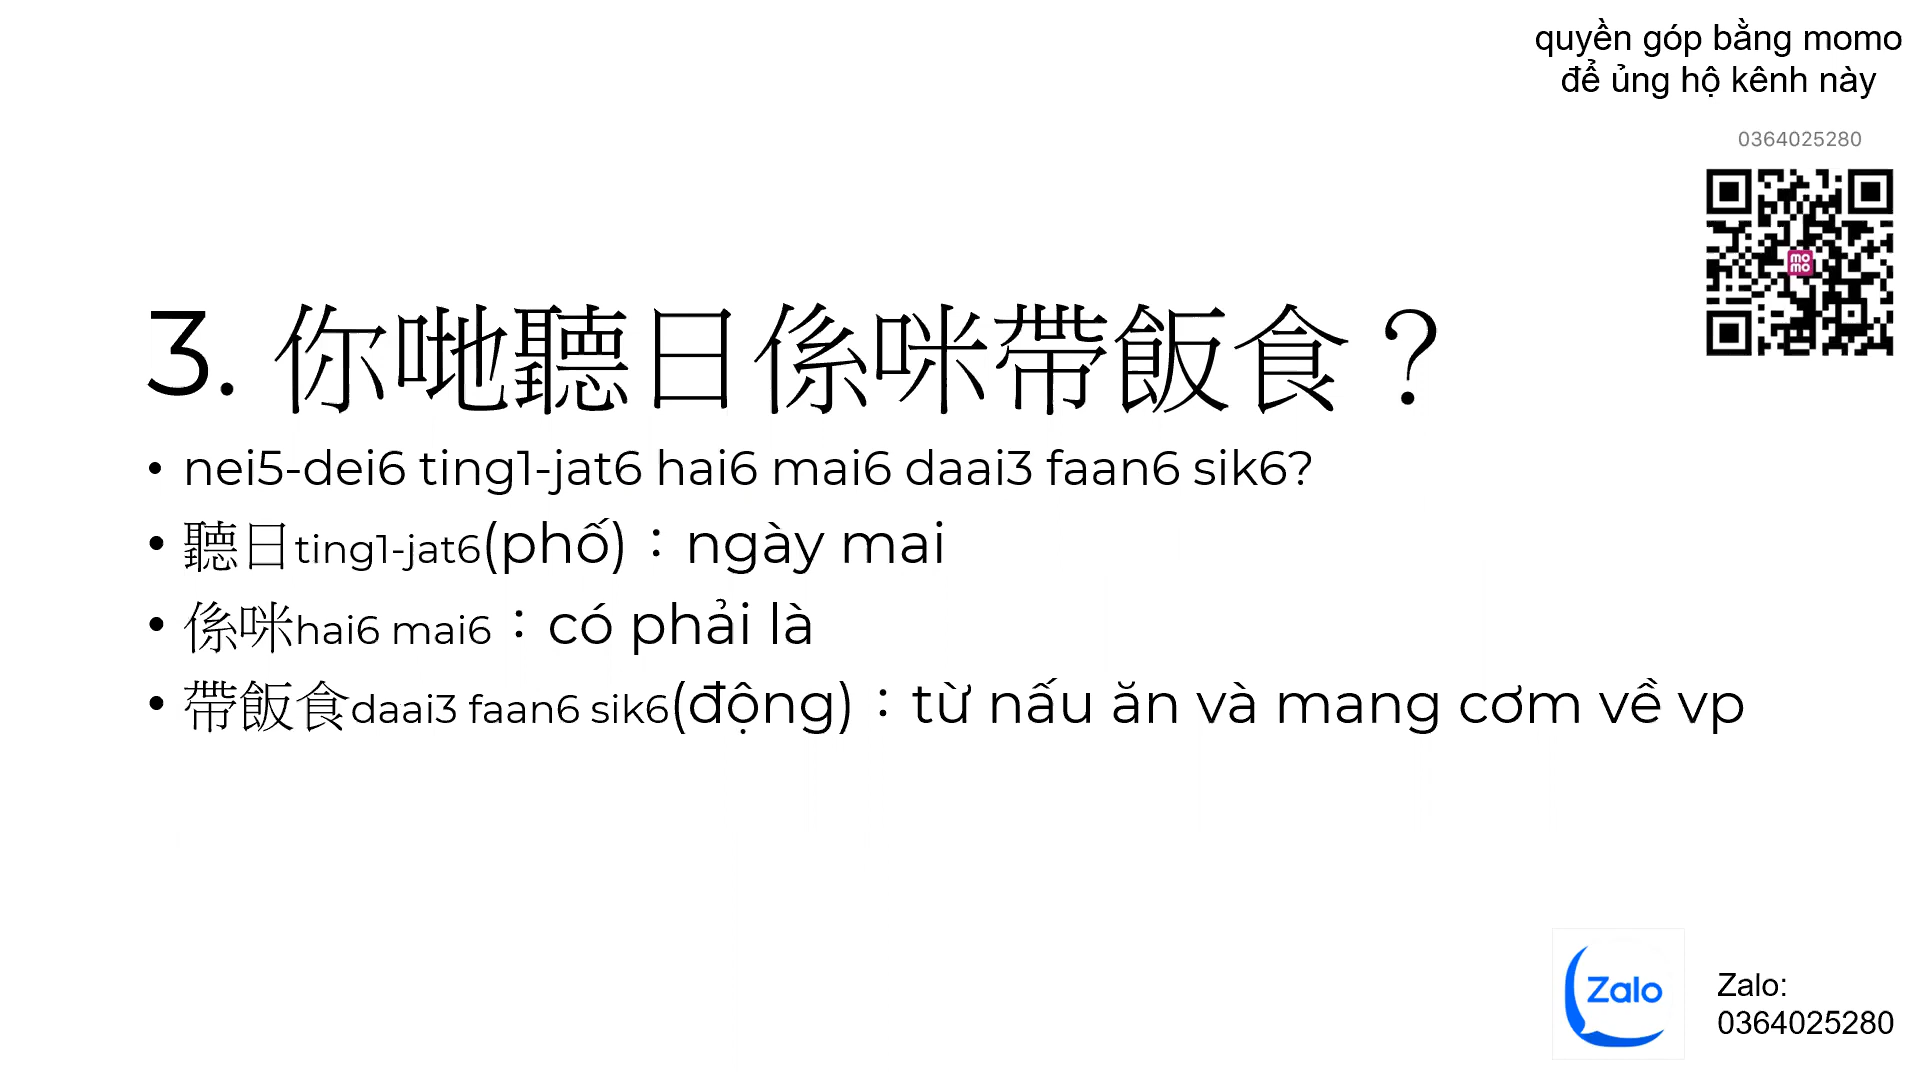 quyền góp bằng momo
để ủng hộ kênh này
0364025280
mo
mo
3. 你哋聽日係咪帶飯食？
• nei5-dei6 ting1-jat6 hai6 mai6 daai3 faan6 sik6?
• 聽日ting1-jat6(phố)：ngày mai
• 係咪hai6 mai6：có phải là
• 帶飯食daai3 faan6 sik6(động)：từ nấu ăn và mang cơm về vp
Zalo
Zalo:
0364025280